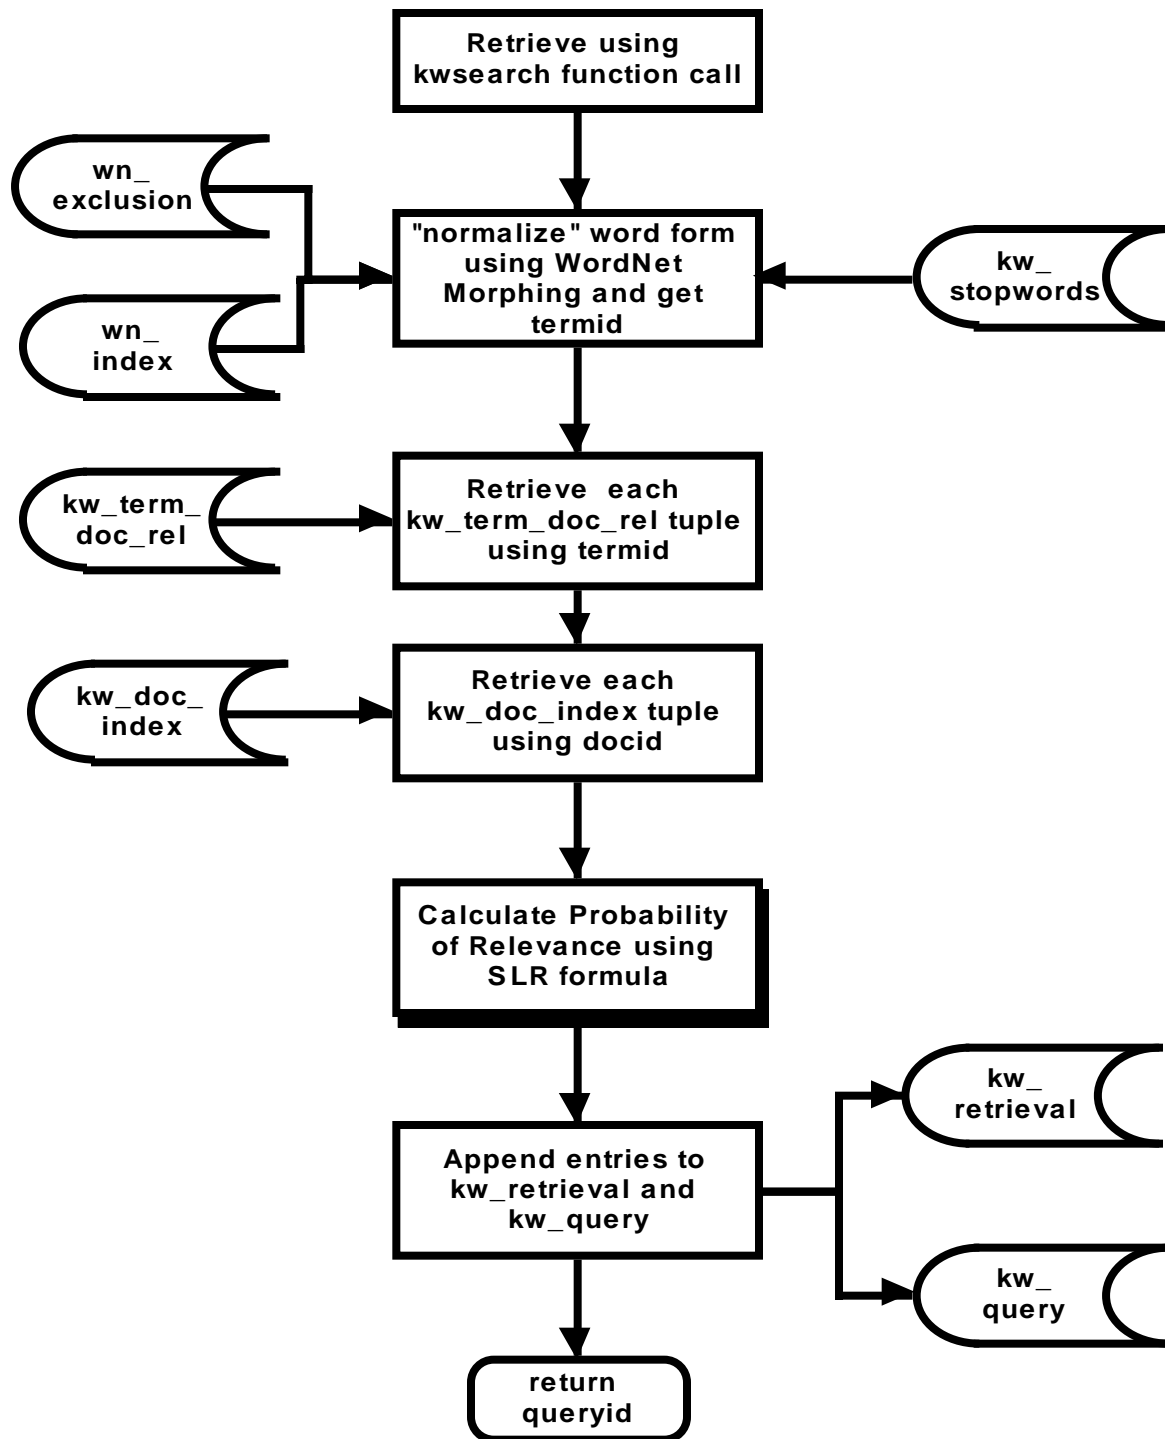 Retrieve using
kwsearch function call
wn_
exclusion
"normalize" word form
using WordNet
Morphing and get
termid
kw_
stopwords
wn_
index
kw_term_
doc_rel
Retrieve each
kw_term_doc_rel tuple
using termid
kw_doc_
index
Retrieve each
kw_doc_index tuple
using docid
Calculate Probability
of Relevance using
SLR formula
kw_
retrieval
Append entries to
kw_retrieval and
kw_query
kw_
query
return
queryid